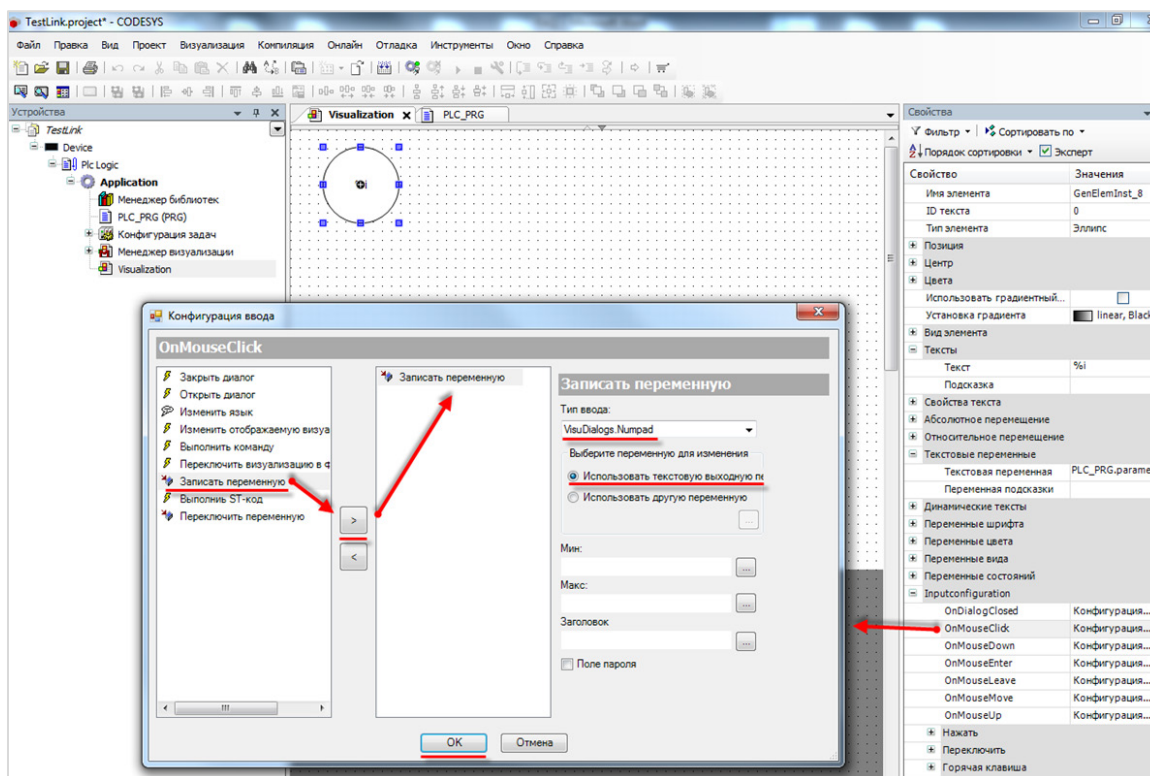 TestLink.project* - CODESYS
Файл Правка Вид Проект Визуализация Компиляция Онлайн Отладка Инструменты Окно Справка
Устройства
TestLink
Device
Plc Logic
Application
Менеджер библиотек
PLC_PRG (PRG)
Конфигурация задач
Менеджер визуализации
Visualization
Visualization PLC_PRG
Конфигурация ввода
OnMouseClick
Закрыть диалог
Открыть диалог
Изменить язык
Изменить отображаемую визуа
Выполнить команду
Переключить визуализацию в ф
Записать переменную
Выполнить ST-код
Переключить переменную
>
<
Записать переменную
Записать переменную
Тип ввода:
VisuDialogs.Numpad
Выберите переменную для изменения
Использовать текстовую выходную пе
Использовать другую переменную
...
Мин:
...
Макс:
...
Заголовок
...
Поле пароля
OK Отмена
Свойства
Фильтр Сортировать по
Порядок сортировки Эксперт
Свойство Значения
Имя элемента GenElemInst_8
ID текста 0
Тип элемента Эллипс
Позиция
Центр
Цвета
Использовать градиентный...
Установка градиента linear, Black
Вид элемента
Тексты
Текст %i
Подсказка
Свойства текста
Абсолютное перемещение
Относительное перемещение
Текстовые переменные
Текстовая переменная PLC_PRG.parame
Переменная подсказки
Динамические тексты
Переменные шрифта
Переменные цвета
Переменные вида
Переменные состояний
Inputconfiguration
OnDialogClosed Конфигурация...
OnMouseClick Конфигурация...
OnMouseDown Конфигурация...
OnMouseEnter Конфигурация...
OnMouseLeave Конфигурация...
OnMouseMove Конфигурация...
OnMouseUp Конфигурация...
Нажать
Переключить
Горячая клавиша